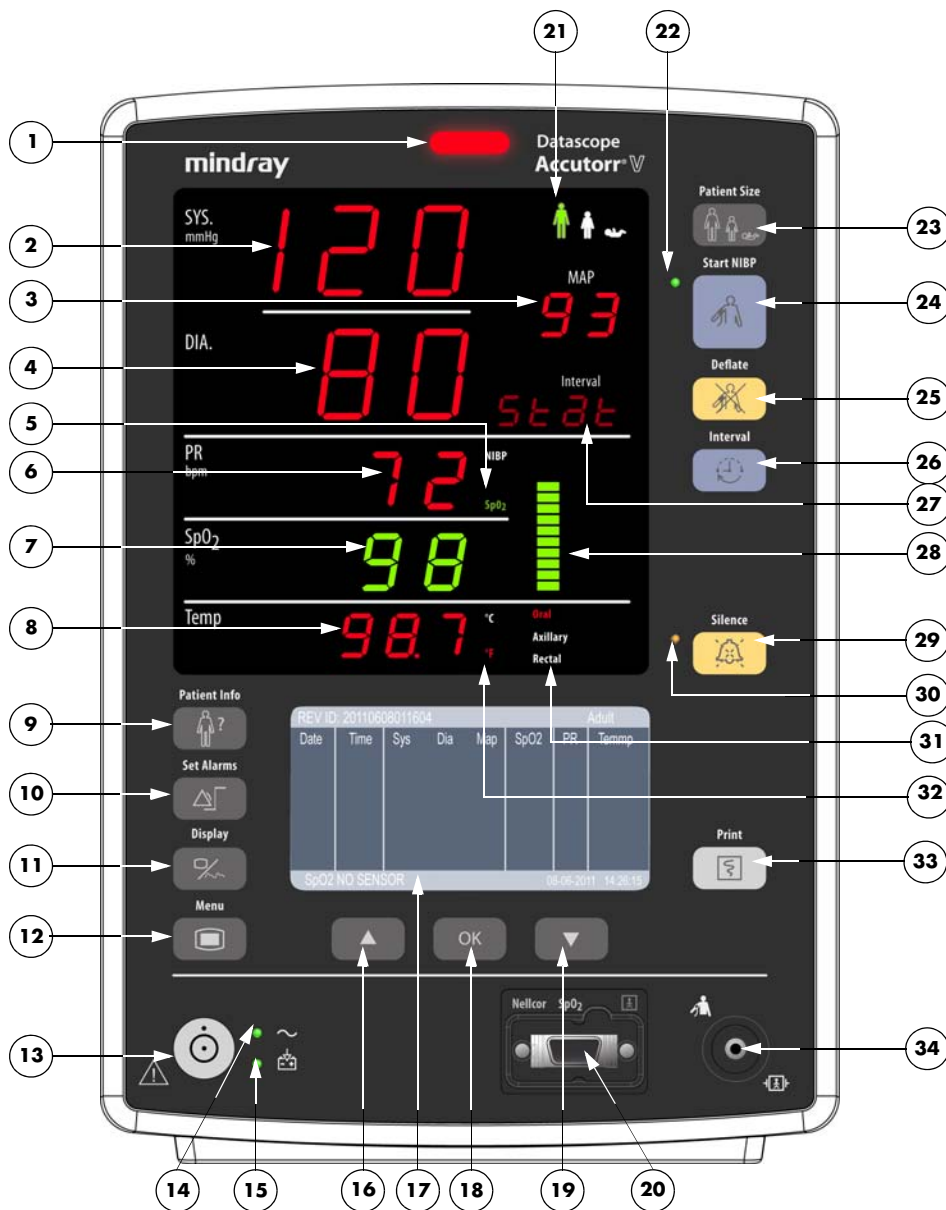 21 22
1
Datascope
mindray Accutorr® V
Patient Size
SYS.
mmHg
2 120 23
MAP
Start NIBP
3 93 24
DIA.
4 80
Deflate
25
Interval
5 Stat
Interval
PR
bpm
6 72 NIBP 26
SpO2
27
SpO2
%
7 98 28
Temp
8 98.7 °C Oral
Axillary
°F Rectal
Silence
29
30
Patient Info
9 ? 31
REV ID: 20110608011604 Adult
Date Time Sys Dia Map SpO2 PR Temmp
Set Alarms
10 32
Display
11
Print
33
SpO2 NO SENSOR 08-06-2011 14:26:15
Menu
12
OK
Nellcor SpO2
13 34
14 15 16 17 18 19 20